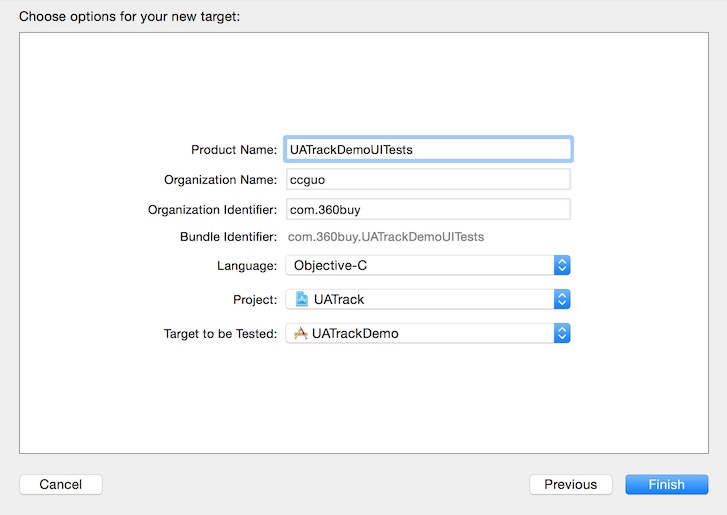 Choose options for your new target:
Product Name: UATrackDemoUITests
Organization Name: ccguo
Organization Identifier: com.360buy
Bundle Identifier: com.360buy.UATrackDemoUITests
Language: Objective-C
Project: UATrack
Target to be Tested: UATrackDemo
Cancel Previous Finish